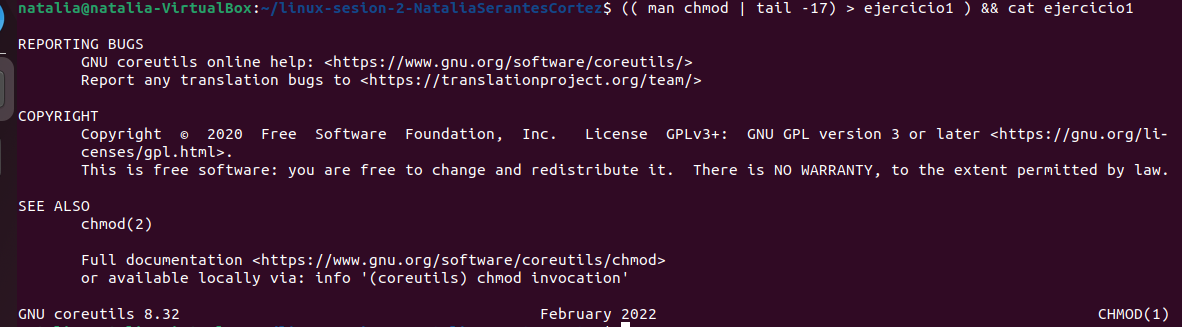 natalia@natalia-VirtualBox:~/linux-sesion-2-NataliaSerantesCortez$ (( man chmod | tail -17) > ejercicio1 ) && cat ejercicio1
REPORTING BUGS
GNU coreutils online help: <https://www.gnu.org/software/coreutils/>
Report any translation bugs to <https://translationproject.org/team/>
COPYRIGHT
Copyright © 2020 Free Software Foundation, Inc. License GPLv3+: GNU GPL version 3 or later <https://gnu.org/li-
censes/gpl.html>.
This is free software: you are free to change and redistribute it. There is NO WARRANTY, to the extent permitted by law.
SEE ALSO
chmod(2)
Full documentation <https://www.gnu.org/software/coreutils/chmod>
or available locally via: info '(coreutils) chmod invocation'
GNU coreutils 8.32 February 2022 CHMOD(1)